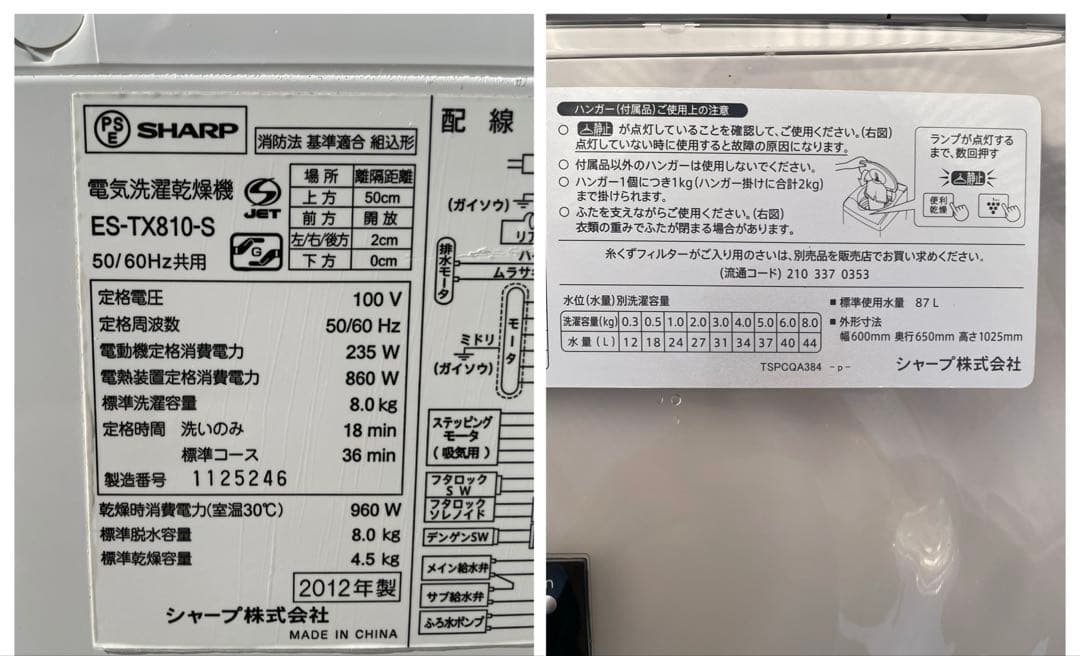 PSE SHARP
消防法 基準適合 組込形
電気洗濯乾燥機
S JET
ES-TX810-S
G
50/60Hz共用
場所 離隔距離
上方 50cm
前方 開放
左/右/後方 2cm
下方 0cm
定格電圧 100 V
定格周波数 50/60 Hz
電動機定格消費電力 235 W
電熱装置定格消費電力 860 W
標準洗濯容量 8.0 kg
定格時間 洗いのみ 18 min
標準コース 36 min
製造番号 1125246
乾燥時消費電力(室温30℃) 960 W
標準脱水容量 8.0 kg
標準乾燥容量 4.5 kg
2012年製
シャープ株式会社
MADE IN CHINA
配線
(ガイソウ)
排水モータ
ムラサ
モータ
ミドリ
(ガイソウ)
ステッピング
モータ
(吸気用)
フタロック
SW
フタロック
ソレノイド
デンゲンSW
メイン給水弁
サブ給水弁
ふろ水ポンプ
ハンガー(付属品)ご使用上の注意
○ 静止 が点灯していることを確認して、ご使用ください。(右図)
点灯していない時に使用すると故障の原因になります。
○ 付属品以外のハンガーは使用しないでください。
○ ハンガー1個につき1kg(ハンガー掛けに合計2kg)
まで掛けられます。
○ ふたを支えながらご使用ください。(右図)
衣類の重みでふたが閉まる場合があります。
ランプが点灯する
まで、数回押す
静止
便利
乾燥
糸くずフィルターがご入り用のさいは、別売品を販売店でお買い求めください。
(流通コード) 210 337 0353
水位(水量)別洗濯容量
洗濯容量(kg) 0.3 0.5 1.0 2.0 3.0 4.0 5.0 6.0 8.0
水量(L) 12 18 24 27 31 34 37 40 44
■ 標準使用水量 87 L
■ 外形寸法
幅600mm 奥行650mm 高さ1025mm
TSPCQA384 -p-
シャープ株式会社